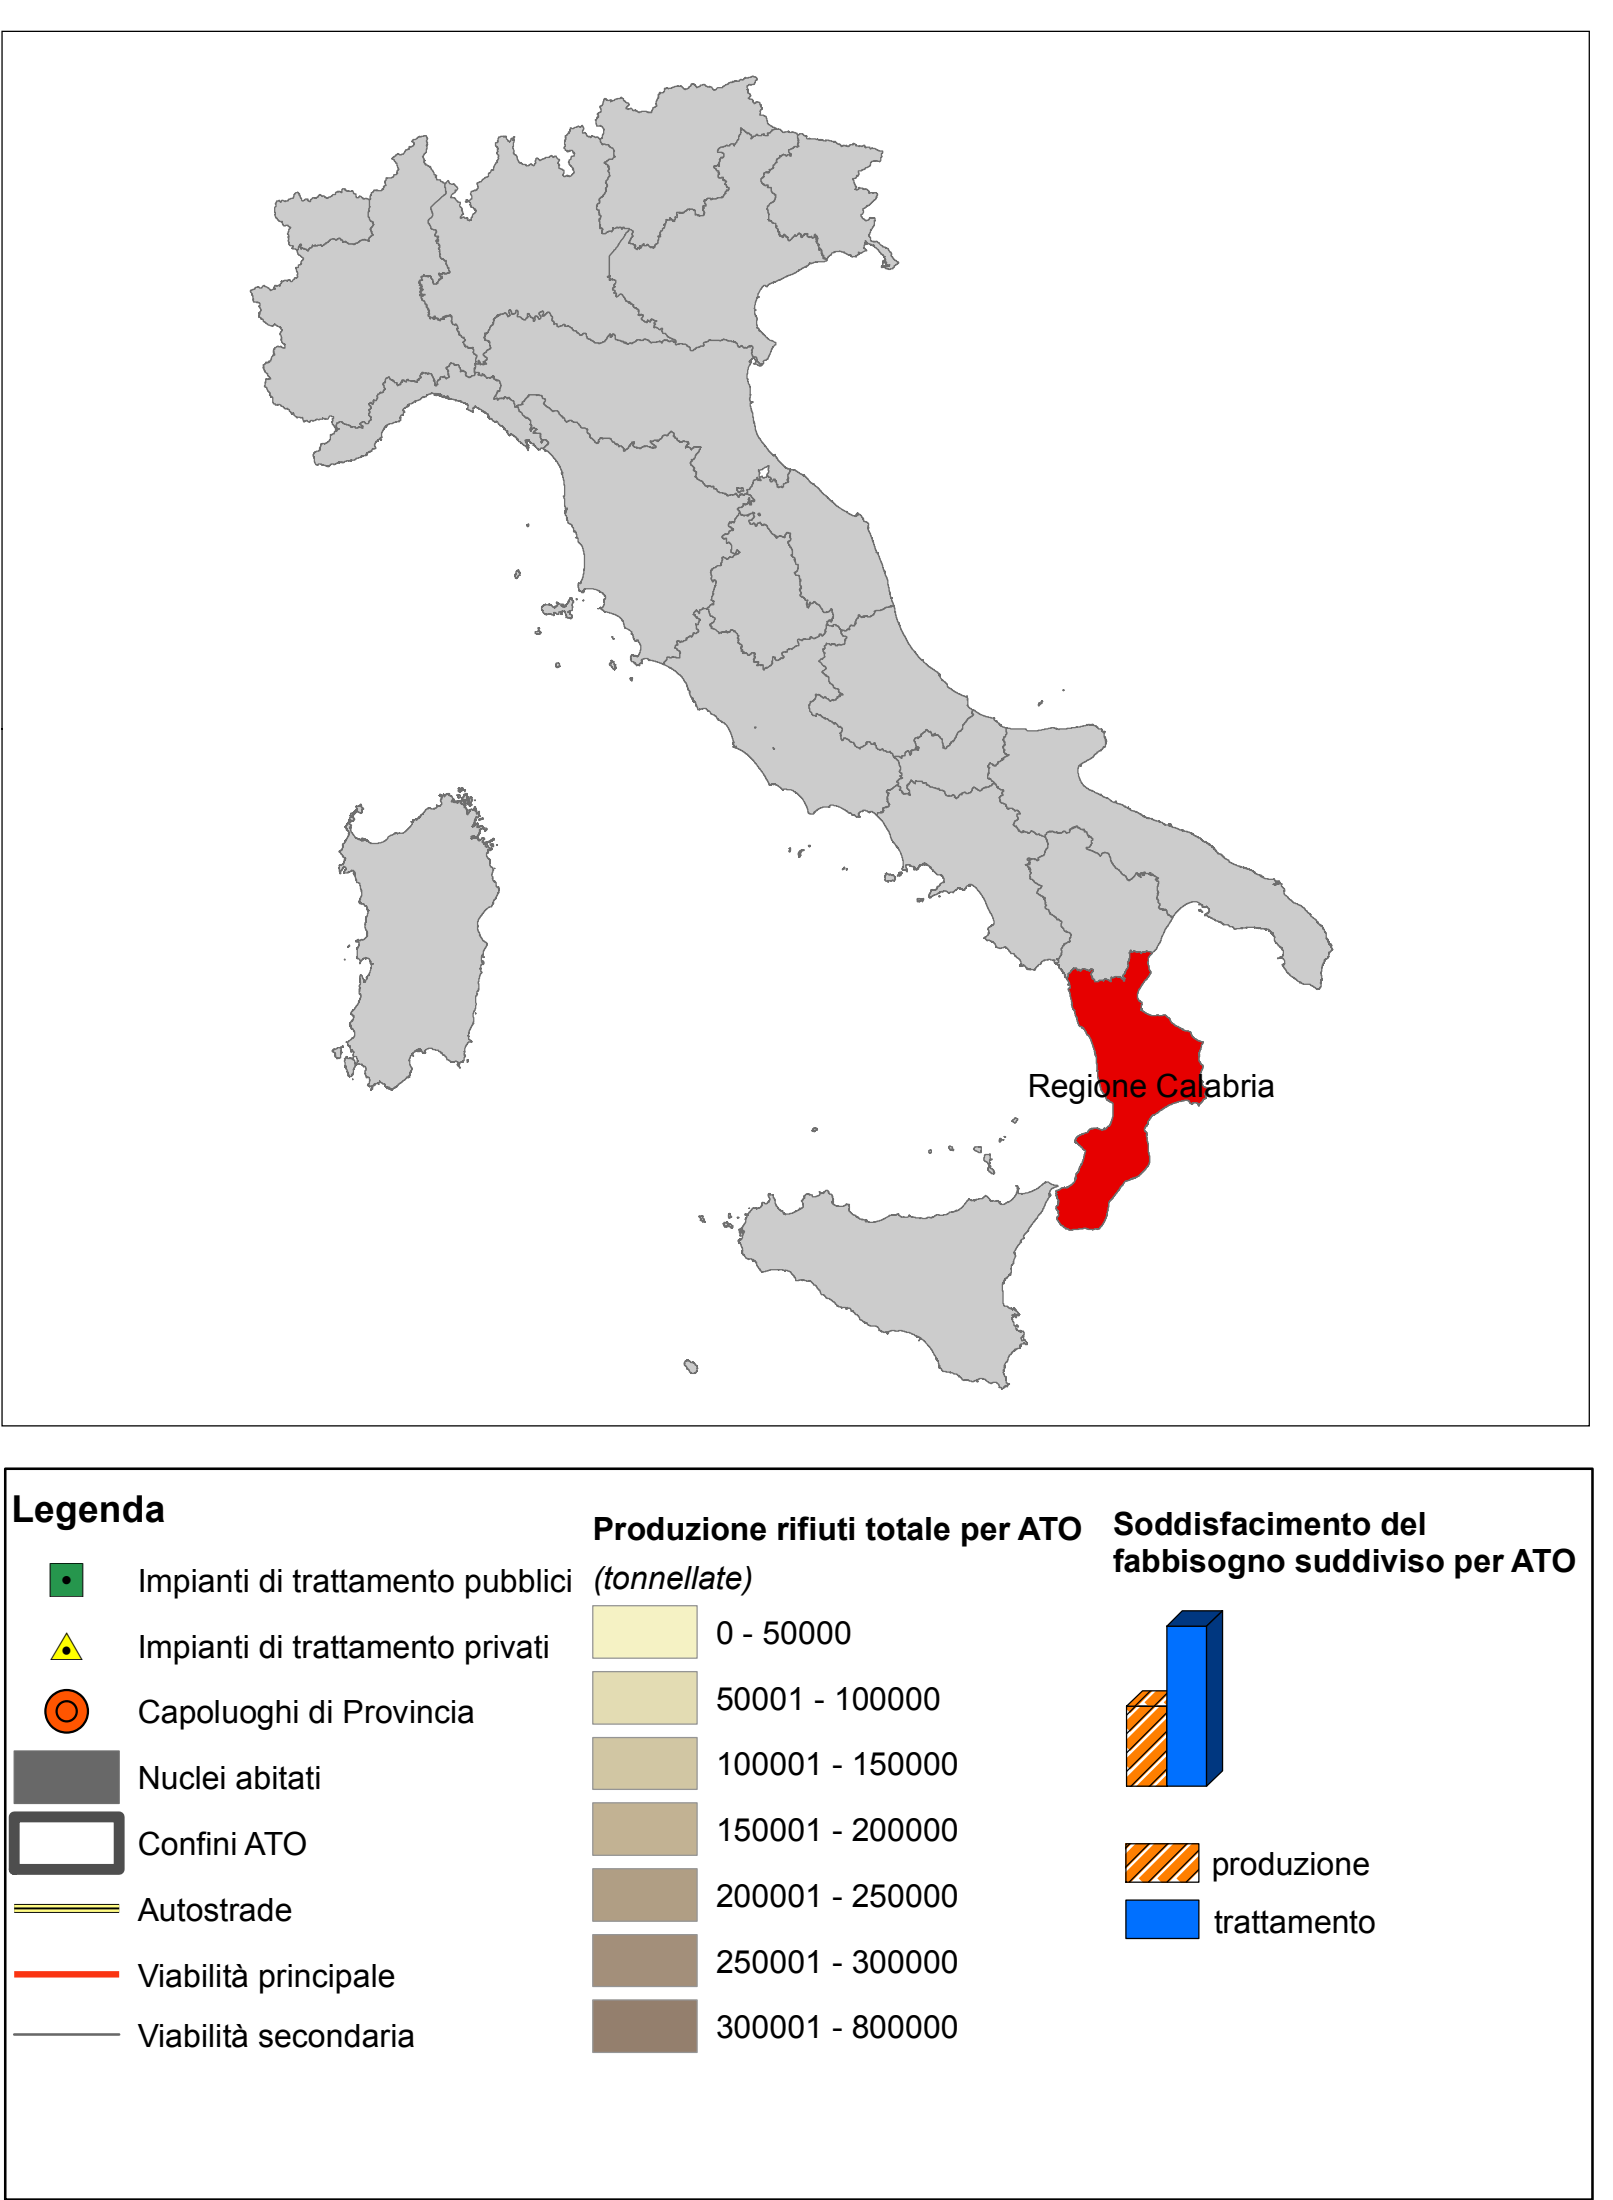 Regione Calabria
Legenda
Impianti di trattamento pubblici
Impianti di trattamento privati
Capoluoghi di Provincia
Nuclei abitati
Confini ATO
Autostrade
Viabilità principale
Viabilità secondaria
Produzione rifiuti totale per ATO
(tonnellate)
0 - 50000
50001 - 100000
100001 - 150000
150001 - 200000
200001 - 250000
250001 - 300000
300001 - 800000
Soddisfacimento del
fabbisogno suddiviso per ATO
produzione
trattamento